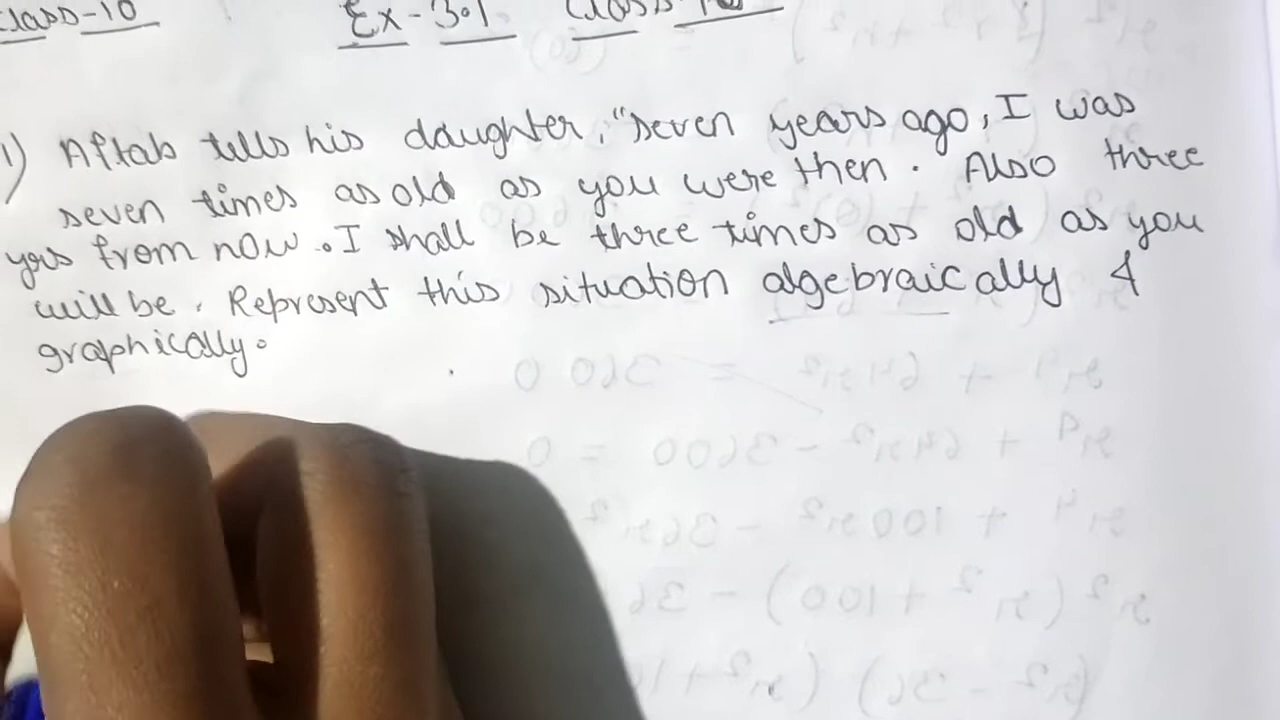 Class-10 Ex-3.1 Class-10
1) Aftab tells his daughter, "seven years ago, I was
seven times as old as you were then. Also three
yrs from now. I shall be three times as old as you
will be. Represent this situation algebraically &
graphically.